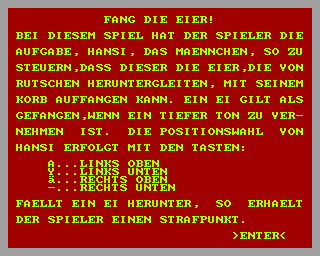 FANG DIE EIER!
BEI DIESEM SPIEL HAT DER SPIELER DIE
AUFGABE, HANSI, DAS MAENNCHEN, SO ZU
STEUERN,DASS DIESER DIE EIER,DIE VON
RUTSCHEN HERUNTERGLEITEN, MIT SEINEM
KORB AUFFANGEN KANN. EIN EI GILT ALS
GEFANGEN,WENN EIN TIEFER TON ZU VER-
NEHMEN IST. DIE POSITIONSWAHL VON
HANSI ERFOLGT MIT DEN TASTEN:
A...LINKS OBEN
Y...LINKS UNTEN
ä...RECHTS OBEN
-...RECHTS UNTEN
FAELLT EIN EI HERUNTER, SO ERHAELT
DER SPIELER EINEN STRAFPUNKT.
>ENTER<